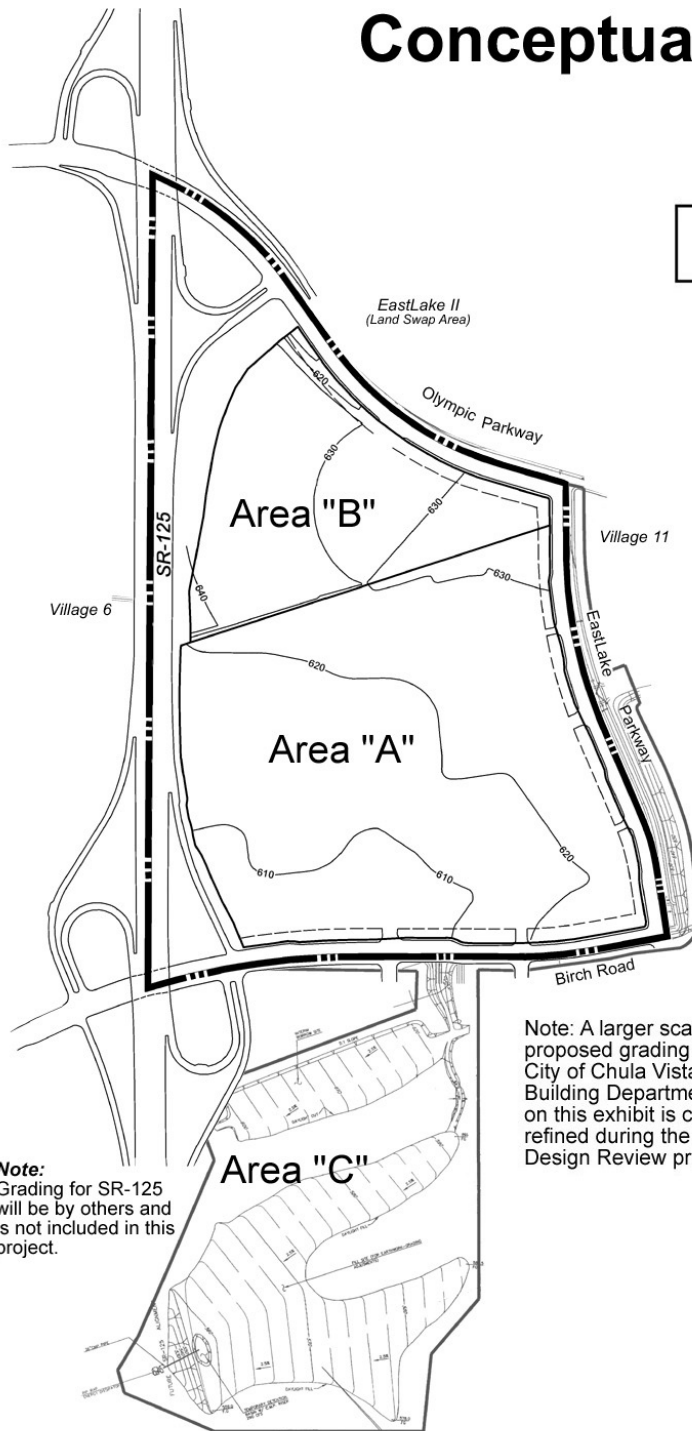 Conceptua
EastLake II
(Land Swap Area)
Olympic Parkway
620
630
630
Area "B"
SR-125
Village 11
Village 6
640
630
EastLake
Parkway
620
Area "A"
610
610
620
Birch Road
Note: A larger sca
proposed grading
City of Chula Vista
Building Departme
on this exhibit is c
refined during the
Design Review pr
Area "C"
Note:
Grading for SR-125
will be by others and
is not included in this
project.